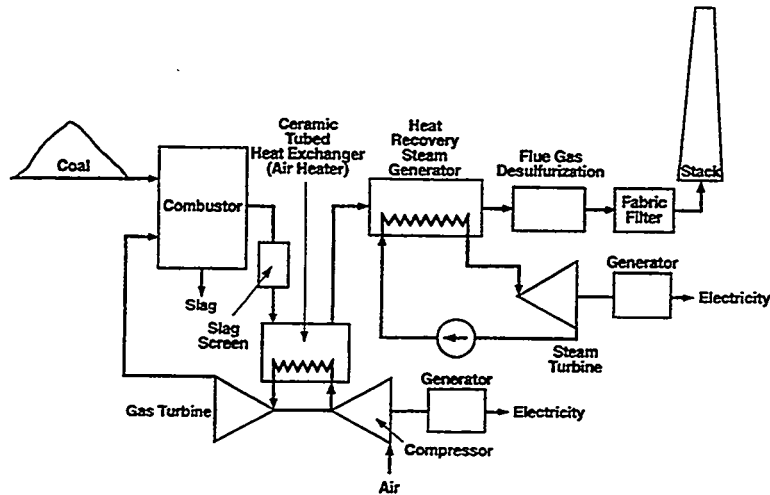 Coal
Combustor
Slag
Slag
Screen
Ceramic
Tubed
Heat Exchanger
(Air Heater)
Heat
Recovery
Steam
Generator
Flue Gas
Desulfurization
Fabric
Filter
Stack
Generator
Electricity
Steam
Turbine
Gas Turbine
Generator
Electricity
Compressor
Air